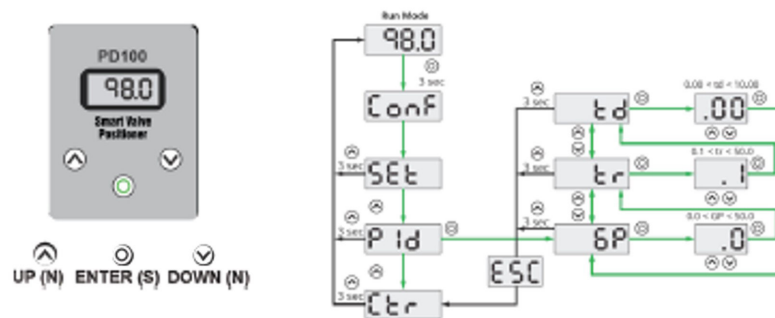 PD100
98.0
Smart Valve
Positioner
UP (N) ENTER (S) DOWN (N)
Run Mode
98.0
3 sec
ConF
3 sec
SEt
3 sec
PId
3 sec
Ctr
ESC
3 sec
td
0.00 < td < 10.00
.00
3 sec
tr
0.1 < tr < 50.0
.1
3 sec
GP
0.0 < GP < 50.0
.0